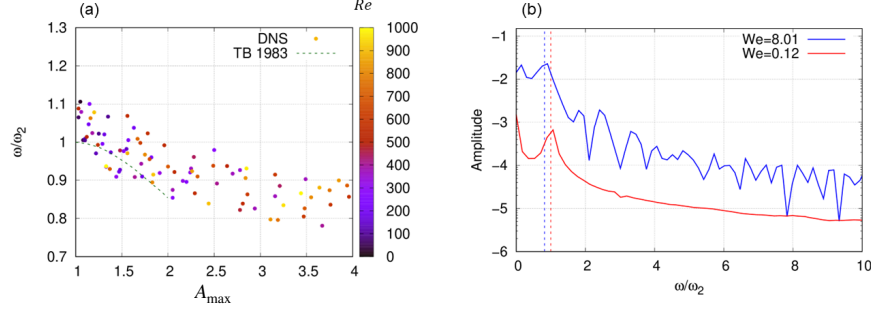 (a)
Re
1.3
1.2
1.1
1
0.9
0.8
0.7
ω/ω₂
DNS
TB 1983
1 1.5 2 2.5 3 3.5 4
A_max
1000
900
800
700
600
500
400
300
200
100
0
(b)
We=8.01
We=0.12
−1
−2
−3
−4
−5
−6
Amplitude
0 2 4 6 8 10
ω/ω₂